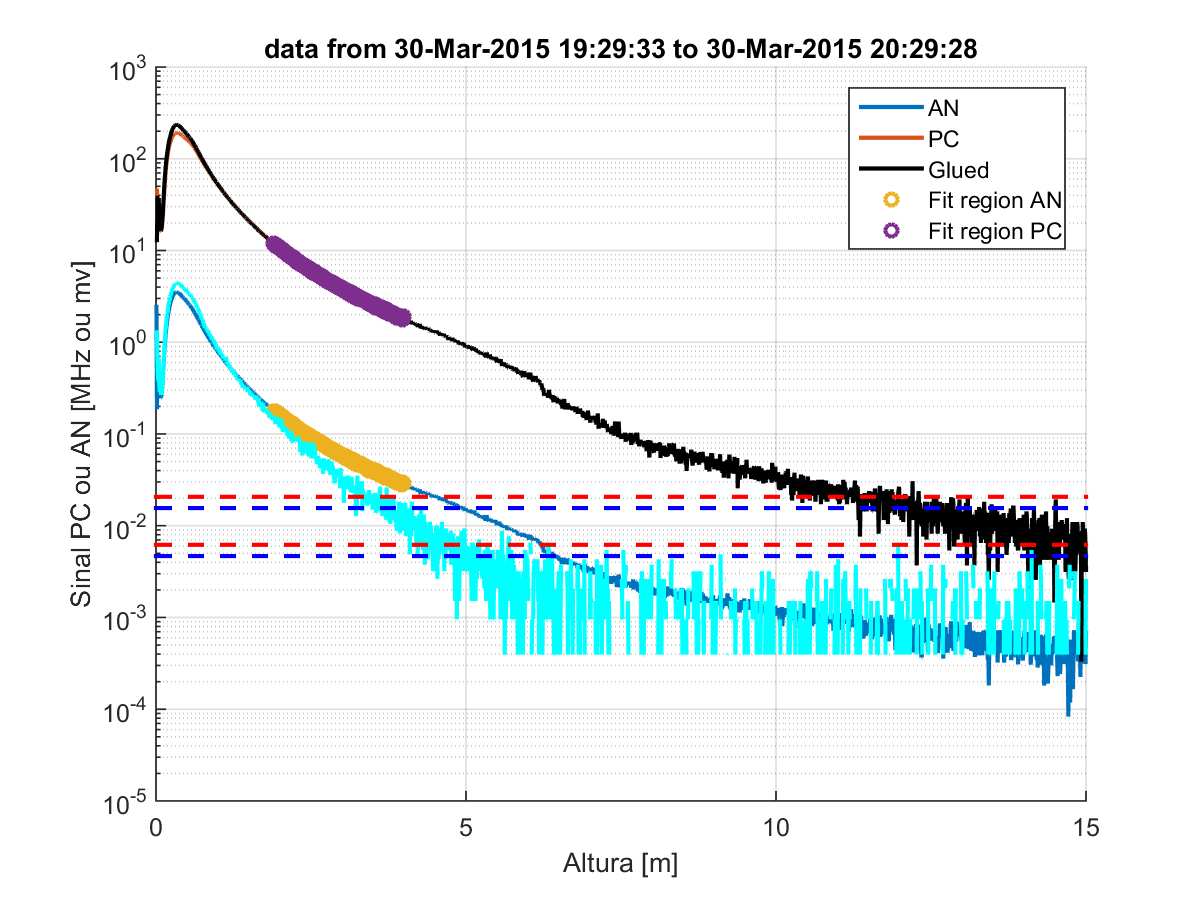 data from 30-Mar-2015 19:29:33 to 30-Mar-2015 20:29:28
AN
PC
Glued
Fit region AN
Fit region PC
Sinal PC ou AN [MHz ou mv]
10^3
10^2
10^1
10^0
10^-1
10^-2
10^-3
10^-4
10^-5
0 5 10 15
Altura [m]